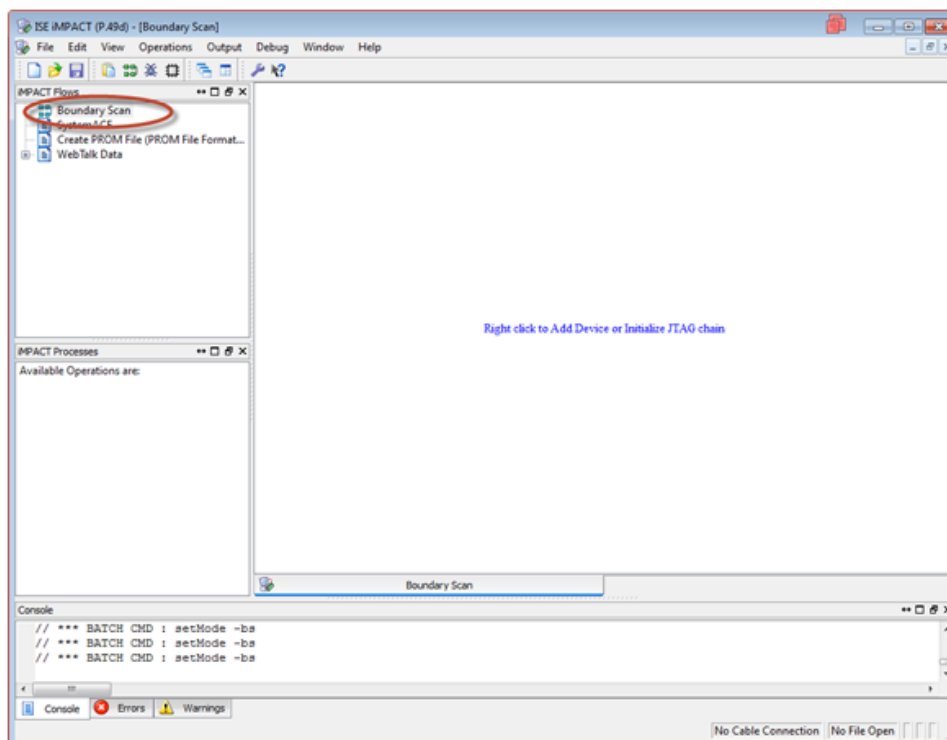 ISE iMPACT (P.49d) - [Boundary Scan]
File Edit View Operations Output Debug Window Help
iMPACT Flows
Boundary Scan
SystemACE
Create PROM File (PROM File Format...
WebTalk Data
Right click to Add Device or Initialize JTAG chain
iMPACT Processes
Available Operations are:
Boundary Scan
Console
// *** BATCH CMD : setMode -bs
// *** BATCH CMD : setMode -bs
// *** BATCH CMD : setMode -bs
Console Errors Warnings
No Cable Connection No File Open